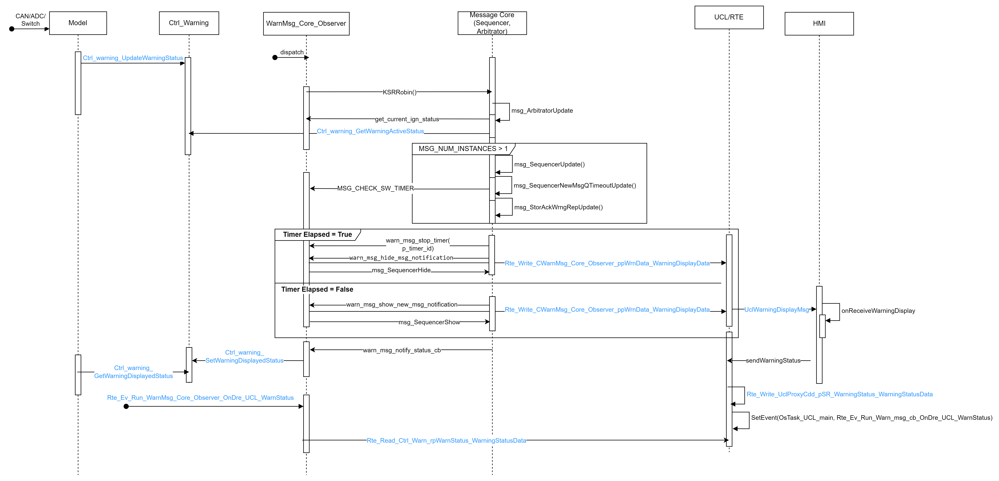 CAN/ADC/
Switch
Model
Ctrl_Warning
WarnMsg_Core_Observer
Message Core
(Sequencer,
Arbitrator)
UCL/RTE
HMI
dispatch
Ctrl_warning_UpdateWarningStatus
KSRRobin()
msg_ArbitratorUpdate
get_current_ign_status
Ctrl_warning_GetWarningActiveStatus
MSG_NUM_INSTANCES > 1
msg_SequencerUpdate()
msg_SequencerNewMsgQTimeoutUpdate()
MSG_CHECK_SW_TIMER
msg_StorAckWrngRepUpdate()
Timer Elapsed = True
warn_msg_stop_timer(
p_timer_id)
warn_msg_hide_msg_notification
Rte_Write_CWarnMsg_Core_Observer_ppWrnData_WarningDisplayData
msg_SequencerHide
Timer Elapsed = False
warn_msg_show_new_msg_notification
Rte_Write_CWarnMsg_Core_Observer_ppWrnData_WarningDisplayData
UclWarningDisplayMsg
onReceiveWarningDisplay
msg_SequencerShow
warn_msg_notify_status_cb
Ctrl_warning_
SetWarningDisplayedStatus
sendWarningStatus
Ctrl_warning_
GetWarningDisplayedStatus
Rte_Write_UclProxyCdd_pSR_WarningStatus_WarningStatusData
Rte_Ev_Run_WarnMsg_Core_Observer_OnDre_UCL_WarnStatus
SetEvent(OsTask_UCL_main, Rte_Ev_Run_Warn_msg_cb_OnDre_UCL_WarnStatus)
Rte_Read_Ctrl_Warn_rpWarnStatus_WarningStatusData